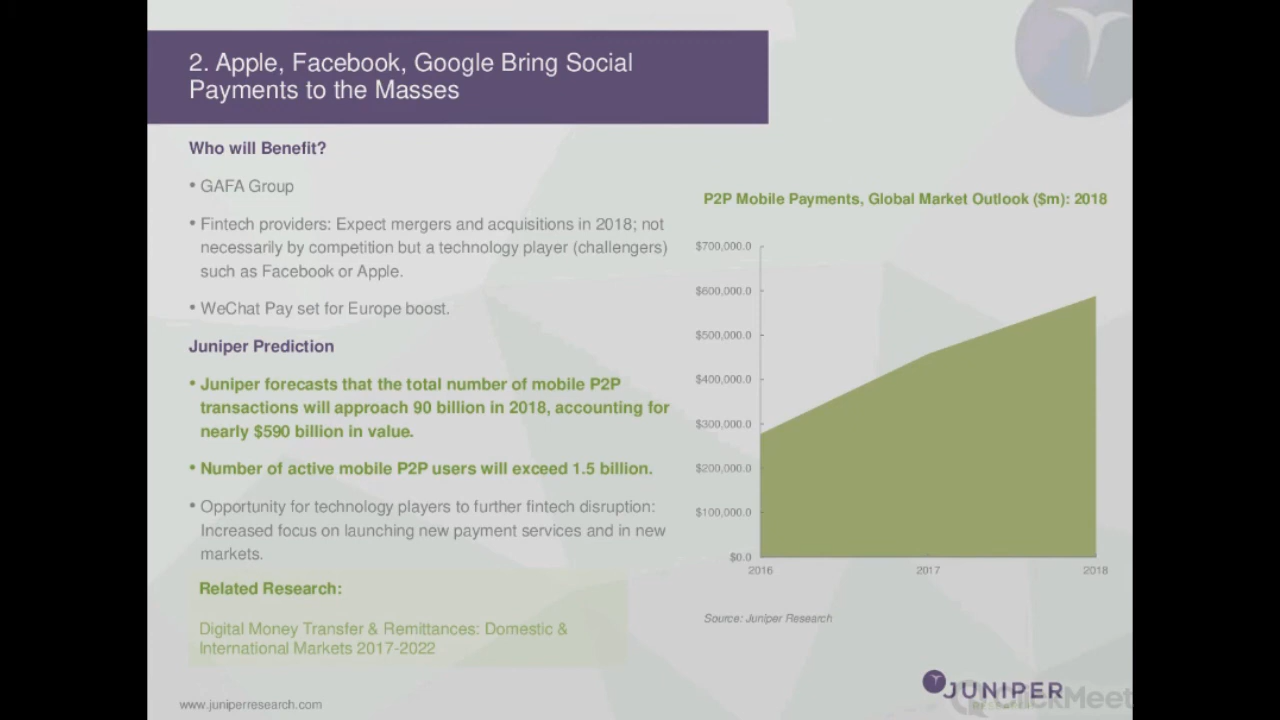 2. Apple, Facebook, Google Bring Social
Payments to the Masses
Who will Benefit?
• GAFA Group
• Fintech providers: Expect mergers and acquisitions in 2018; not
necessarily by competition but a technology player (challengers)
such as Facebook or Apple.
• WeChat Pay set for Europe boost.
Juniper Prediction
• Juniper forecasts that the total number of mobile P2P
transactions will approach 90 billion in 2018, accounting for
nearly $590 billion in value.
• Number of active mobile P2P users will exceed 1.5 billion.
• Opportunity for technology players to further fintech disruption:
Increased focus on launching new payment services and in new
markets.
Related Research:
Digital Money Transfer & Remittances: Domestic &
International Markets 2017-2022
www.juniperresearch.com
P2P Mobile Payments, Global Market Outlook ($m): 2018
$700,000.0
$600,000.0
$500,000.0
$400,000.0
$300,000.0
$200,000.0
$100,000.0
$0.0
2016 2017 2018
Source: Juniper Research
JUNIPER
ClickMeet